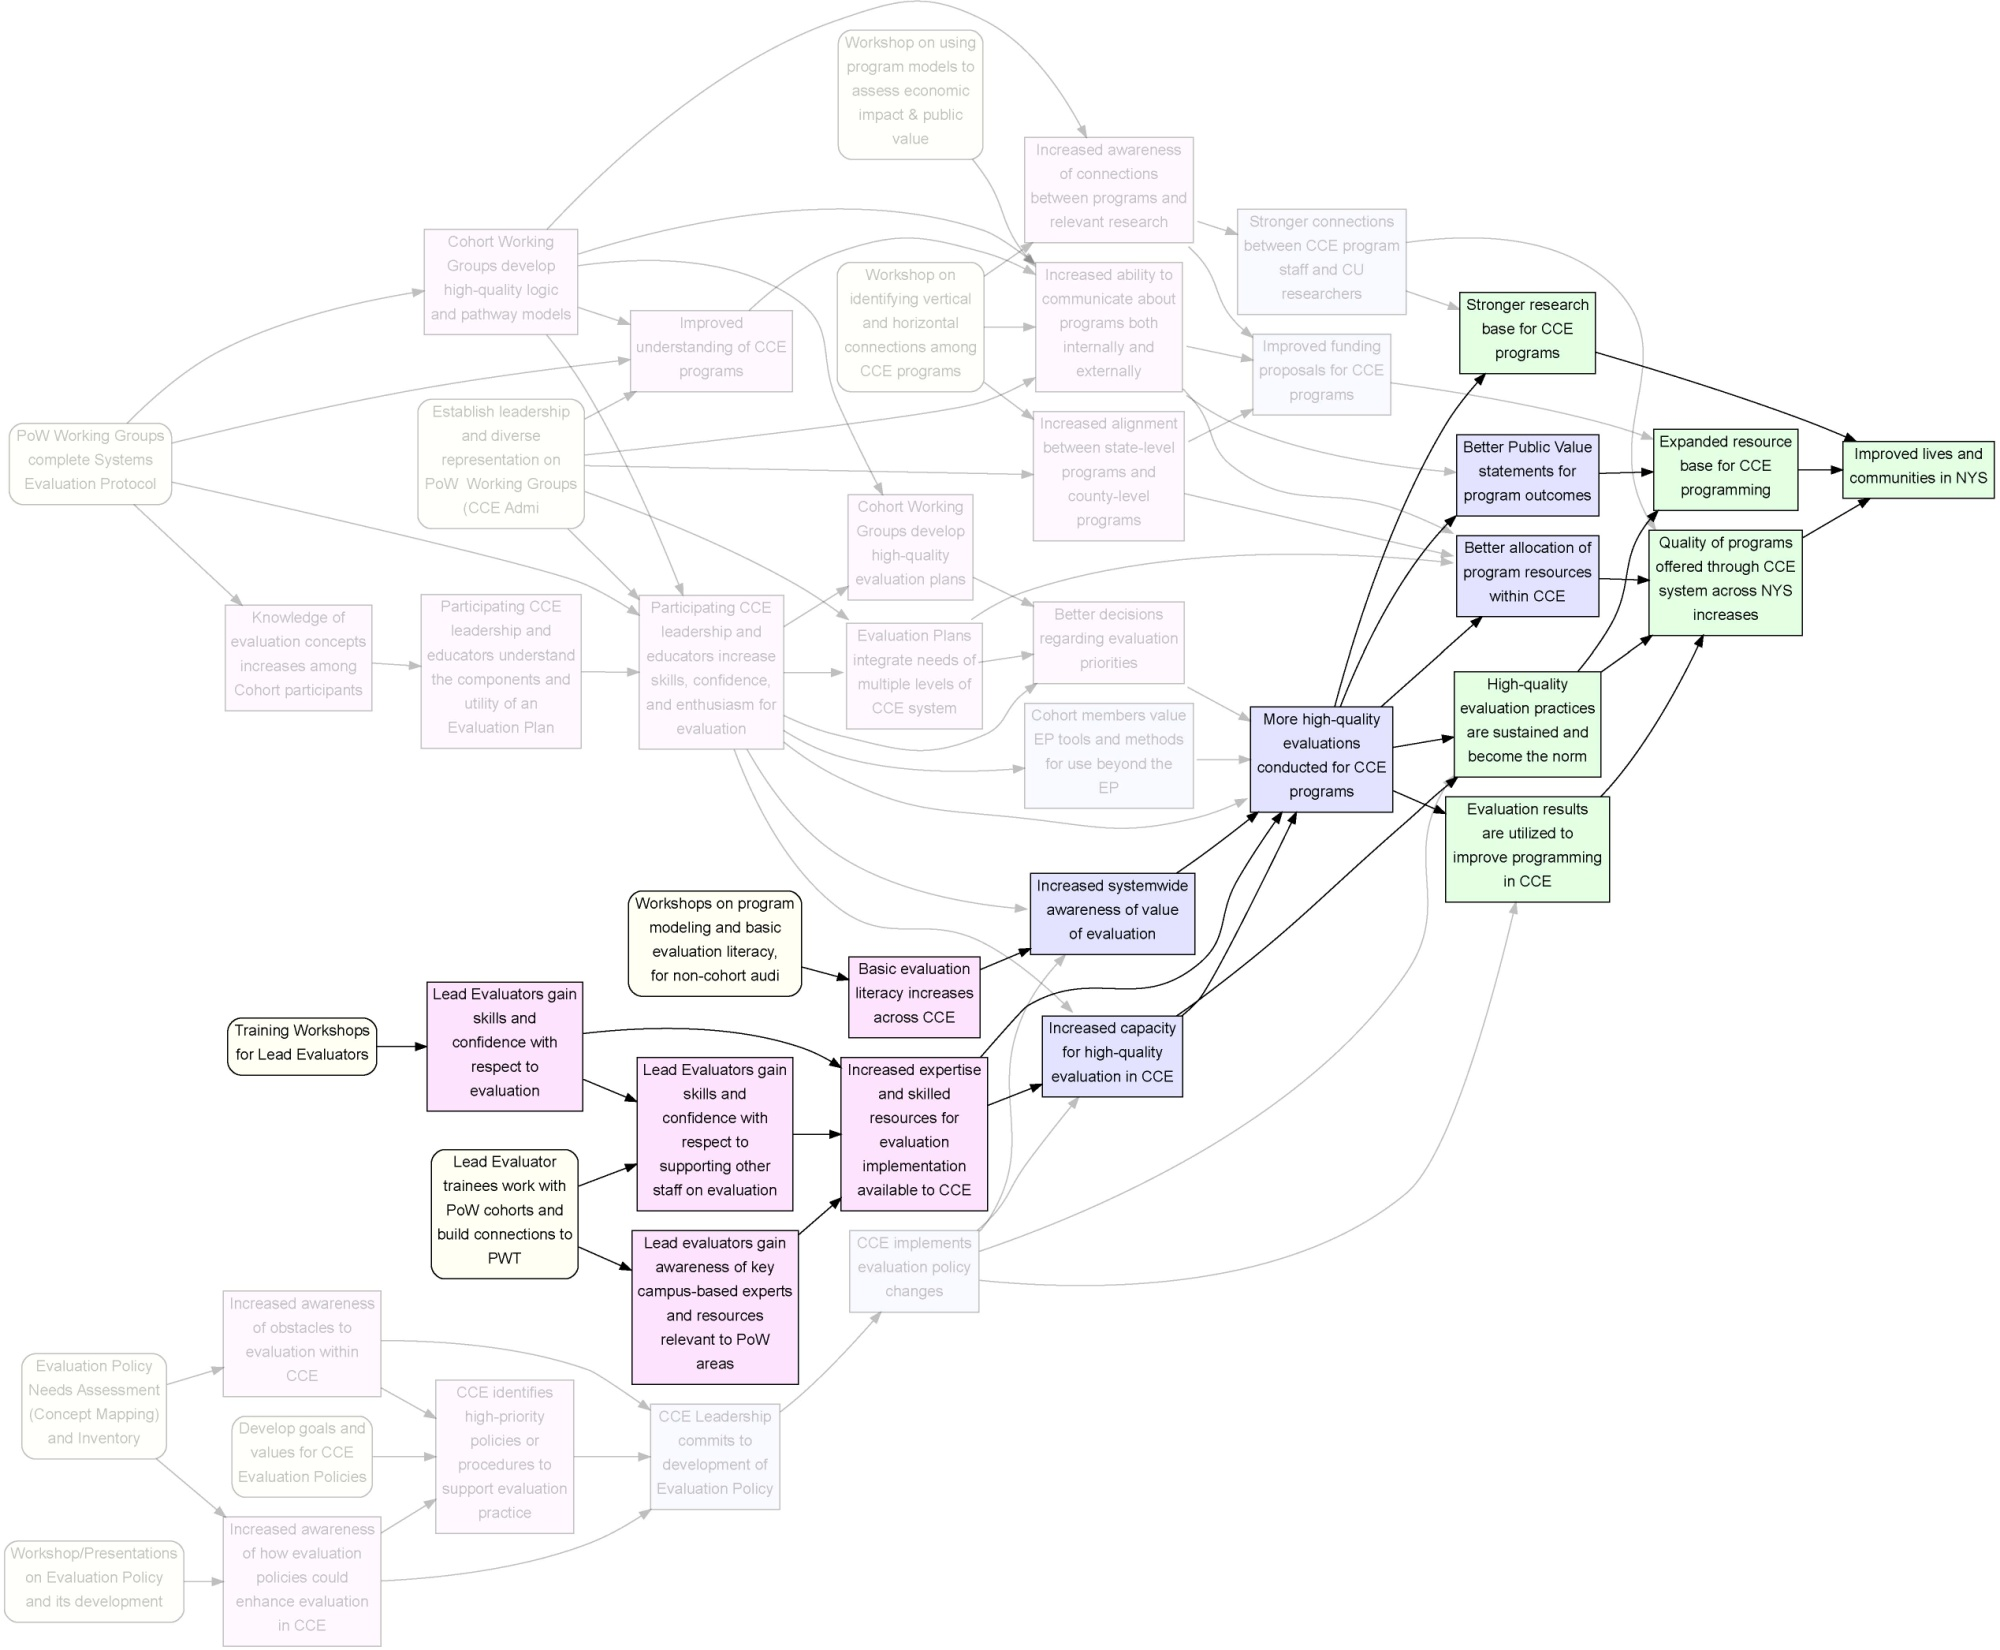 Workshop on using
program models to
assess economic
impact & public
value
Increased awareness
of connections
between programs and
relevant research
Stronger connections
between CCE program
staff and CU
researchers
Cohort Working
Groups develop
high-quality logic
and pathway models
Workshop on
identifying vertical
and horizontal
connections among
CCE programs
Increased ability to
communicate about
programs both
internally and
externally
Stronger research
base for CCE
programs
Improved
understanding of CCE
programs
Improved funding
proposals for CCE
programs
PoW Working Groups
complete Systems
Evaluation Protocol
Establish leadership
and diverse
representation on
PoW  Working Groups
(CCE Admi
Increased alignment
between state-level
programs and
county-level
programs
Better Public Value
statements for
program outcomes
Expanded resource
base for CCE
programming
Improved lives and
communities in NYS
Cohort Working
Groups develop
high-quality
evaluation plans
Better allocation of
program resources
within CCE
Quality of programs
offered through CCE
system across NYS
increases
Knowledge of
evaluation concepts
increases among
Cohort participants
Participating CCE
leadership and
educators understand
the components and
utility of an
Evaluation Plan
Participating CCE
leadership and
educators increase
skills, confidence,
and enthusiasm for
evaluation
Evaluation Plans
integrate needs of
multiple levels of
CCE system
Better decisions
regarding evaluation
priorities
Cohort members value
EP tools and methods
for use beyond the
EP
More high-quality
evaluations
conducted for CCE
programs
High-quality
evaluation practices
are sustained and
become the norm
Evaluation results
are utilized to
improve programming
in CCE
Workshops on program
modeling and basic
evaluation literacy,
for non-cohort audi
Basic evaluation
literacy increases
across CCE
Increased systemwide
awareness of value
of evaluation
Training Workshops
for Lead Evaluators
Lead Evaluators gain
skills and
confidence with
respect to
evaluation
Lead Evaluators gain
skills and
confidence with
respect to
supporting other
staff on evaluation
Increased expertise
and skilled
resources for
evaluation
implementation
available to CCE
Increased capacity
for high-quality
evaluation in CCE
Lead Evaluator
trainees work with
PoW cohorts and
build connections to
PWT
Lead evaluators gain
awareness of key
campus-based experts
and resources
relevant to PoW
areas
CCE implements
evaluation policy
changes
Increased awareness
of obstacles to
evaluation within
CCE
Evaluation Policy
Needs Assessment
(Concept Mapping)
and Inventory
Develop goals and
values for CCE
Evaluation Policies
CCE identifies
high-priority
policies or
procedures to
support evaluation
practice
CCE Leadership
commits to
development of
Evaluation Policy
Workshop/Presentations
on Evaluation Policy
and its development
Increased awareness
of how evaluation
policies could
enhance evaluation
in CCE